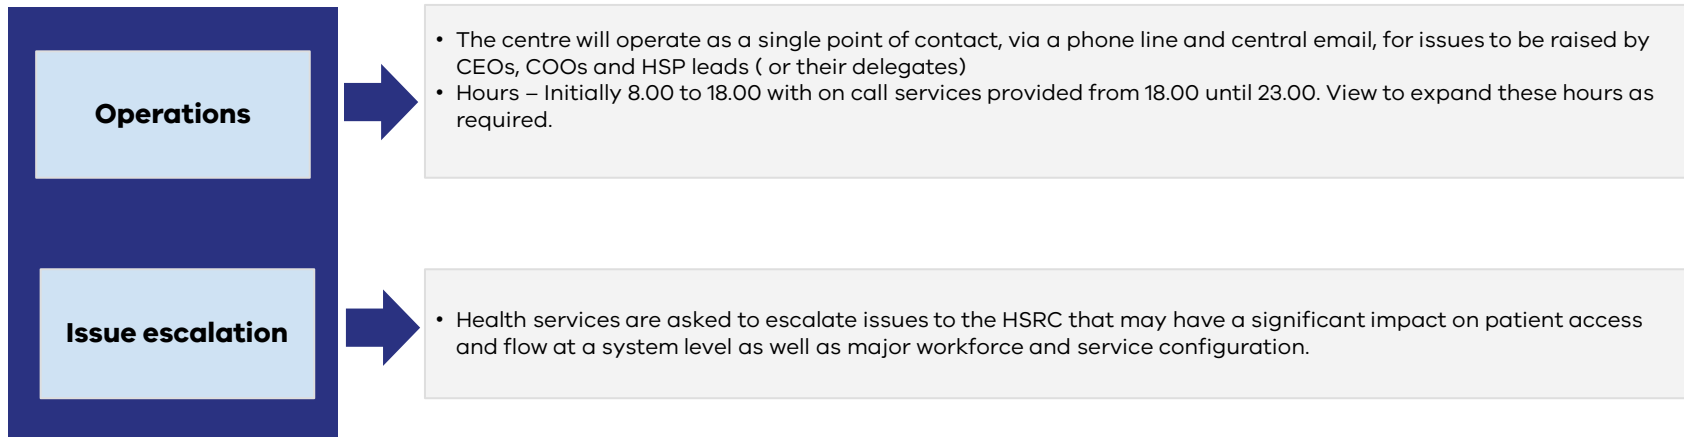 Operations
• The centre will operate as a single point of contact, via a phone line and central email, for issues to be raised by
CEOs, COOs and HSP leads ( or their delegates)
• Hours – Initially 8.00 to 18.00 with on call services provided from 18.00 until 23.00. View to expand these hours as
required.
Issue escalation
• Health services are asked to escalate issues to the HSRC that may have a significant impact on patient access
and flow at a system level as well as major workforce and service configuration.